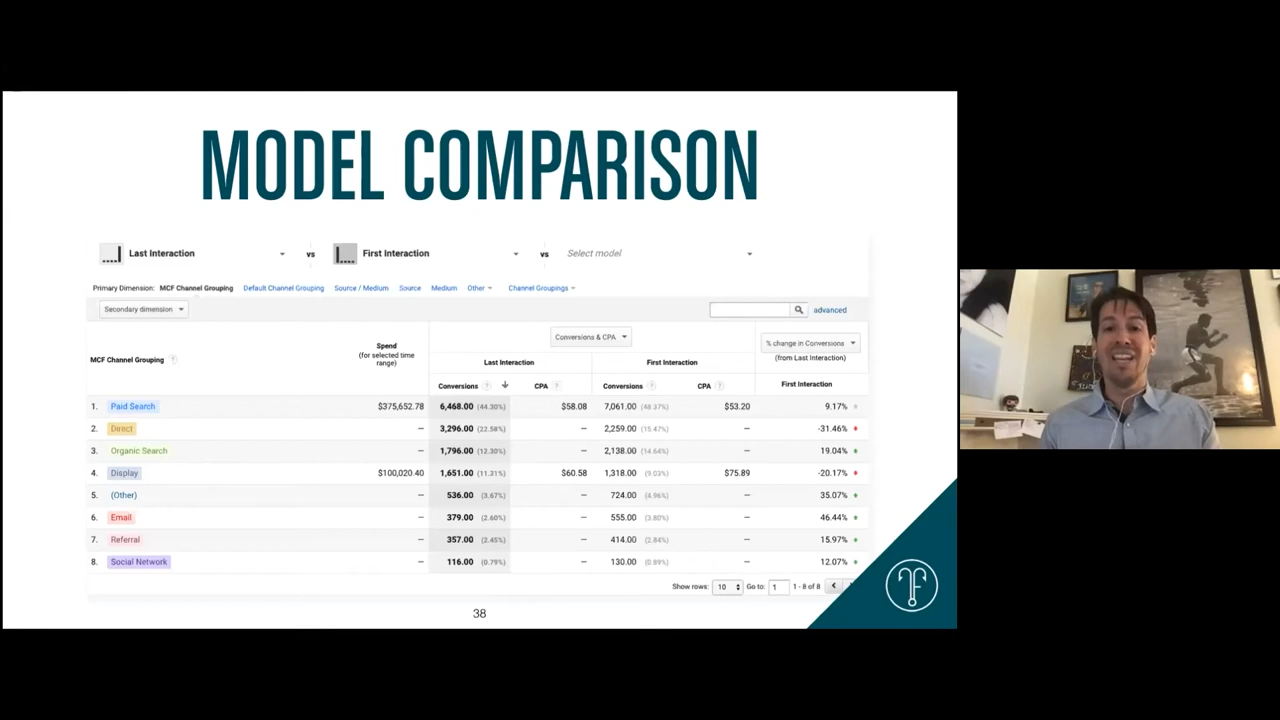 MODEL COMPARISON
Last Interaction vs First Interaction vs Select model
Primary Dimension: MCF Channel Grouping Default Channel Grouping Source / Medium Source Medium Other Channel Groupings
Secondary dimension advanced
MCF Channel Grouping ? Spend (for selected time range) Conversions & CPA % change in Conversions (from Last Interaction)
Last Interaction First Interaction First Interaction
Conversions ? CPA ? Conversions ? CPA ?
1. Paid Search $375,652.78 6,468.00 (44.30%) $58.08 7,061.00 (48.37%) $53.20 9.17%
2. Direct — 3,296.00 (22.58%) — 2,259.00 (15.47%) — -31.46%
3. Organic Search — 1,796.00 (12.30%) — 2,138.00 (14.64%) — 19.04%
4. Display $100,020.40 1,651.00 (11.31%) $60.58 1,318.00 (9.03%) $75.89 -20.17%
5. (Other) — 536.00 (3.67%) — 724.00 (4.96%) — 35.07%
6. Email — 379.00 (2.60%) — 555.00 (3.80%) — 46.44%
7. Referral — 357.00 (2.45%) — 414.00 (2.84%) — 15.97%
8. Social Network — 116.00 (0.79%) — 130.00 (0.89%) — 12.07%
Show rows: 10 Go to: 1 1 - 8 of 8
38